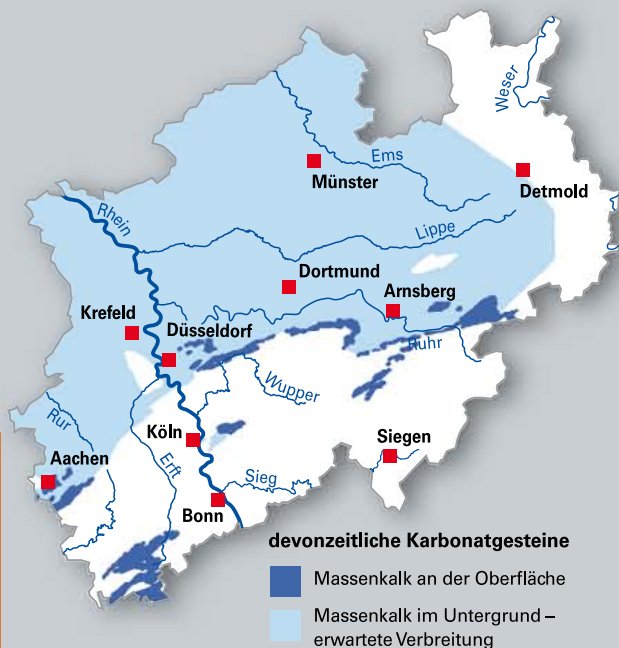 Weser
Ems
Münster
Detmold
Rhein
Lippe
Dortmund
Arnsberg
Krefeld
Düsseldorf
Ruhr
Wupper
Rur
Köln
Siegen
Aachen
Erft
Sieg
Bonn
devonzeitliche Karbonatgesteine
Massenkalk an der Oberfläche
Massenkalk im Untergrund –
erwartete Verbreitung